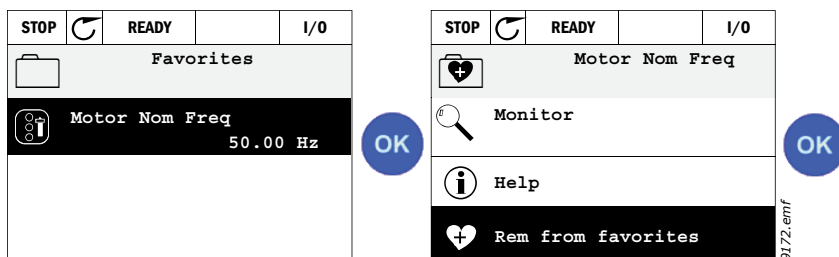 STOP READY I/O
Favorites
Motor Nom Freq
50.00 Hz
OK
STOP READY I/O
Motor Nom Freq
Monitor
Help
Rem from favorites
OK
9172.emf